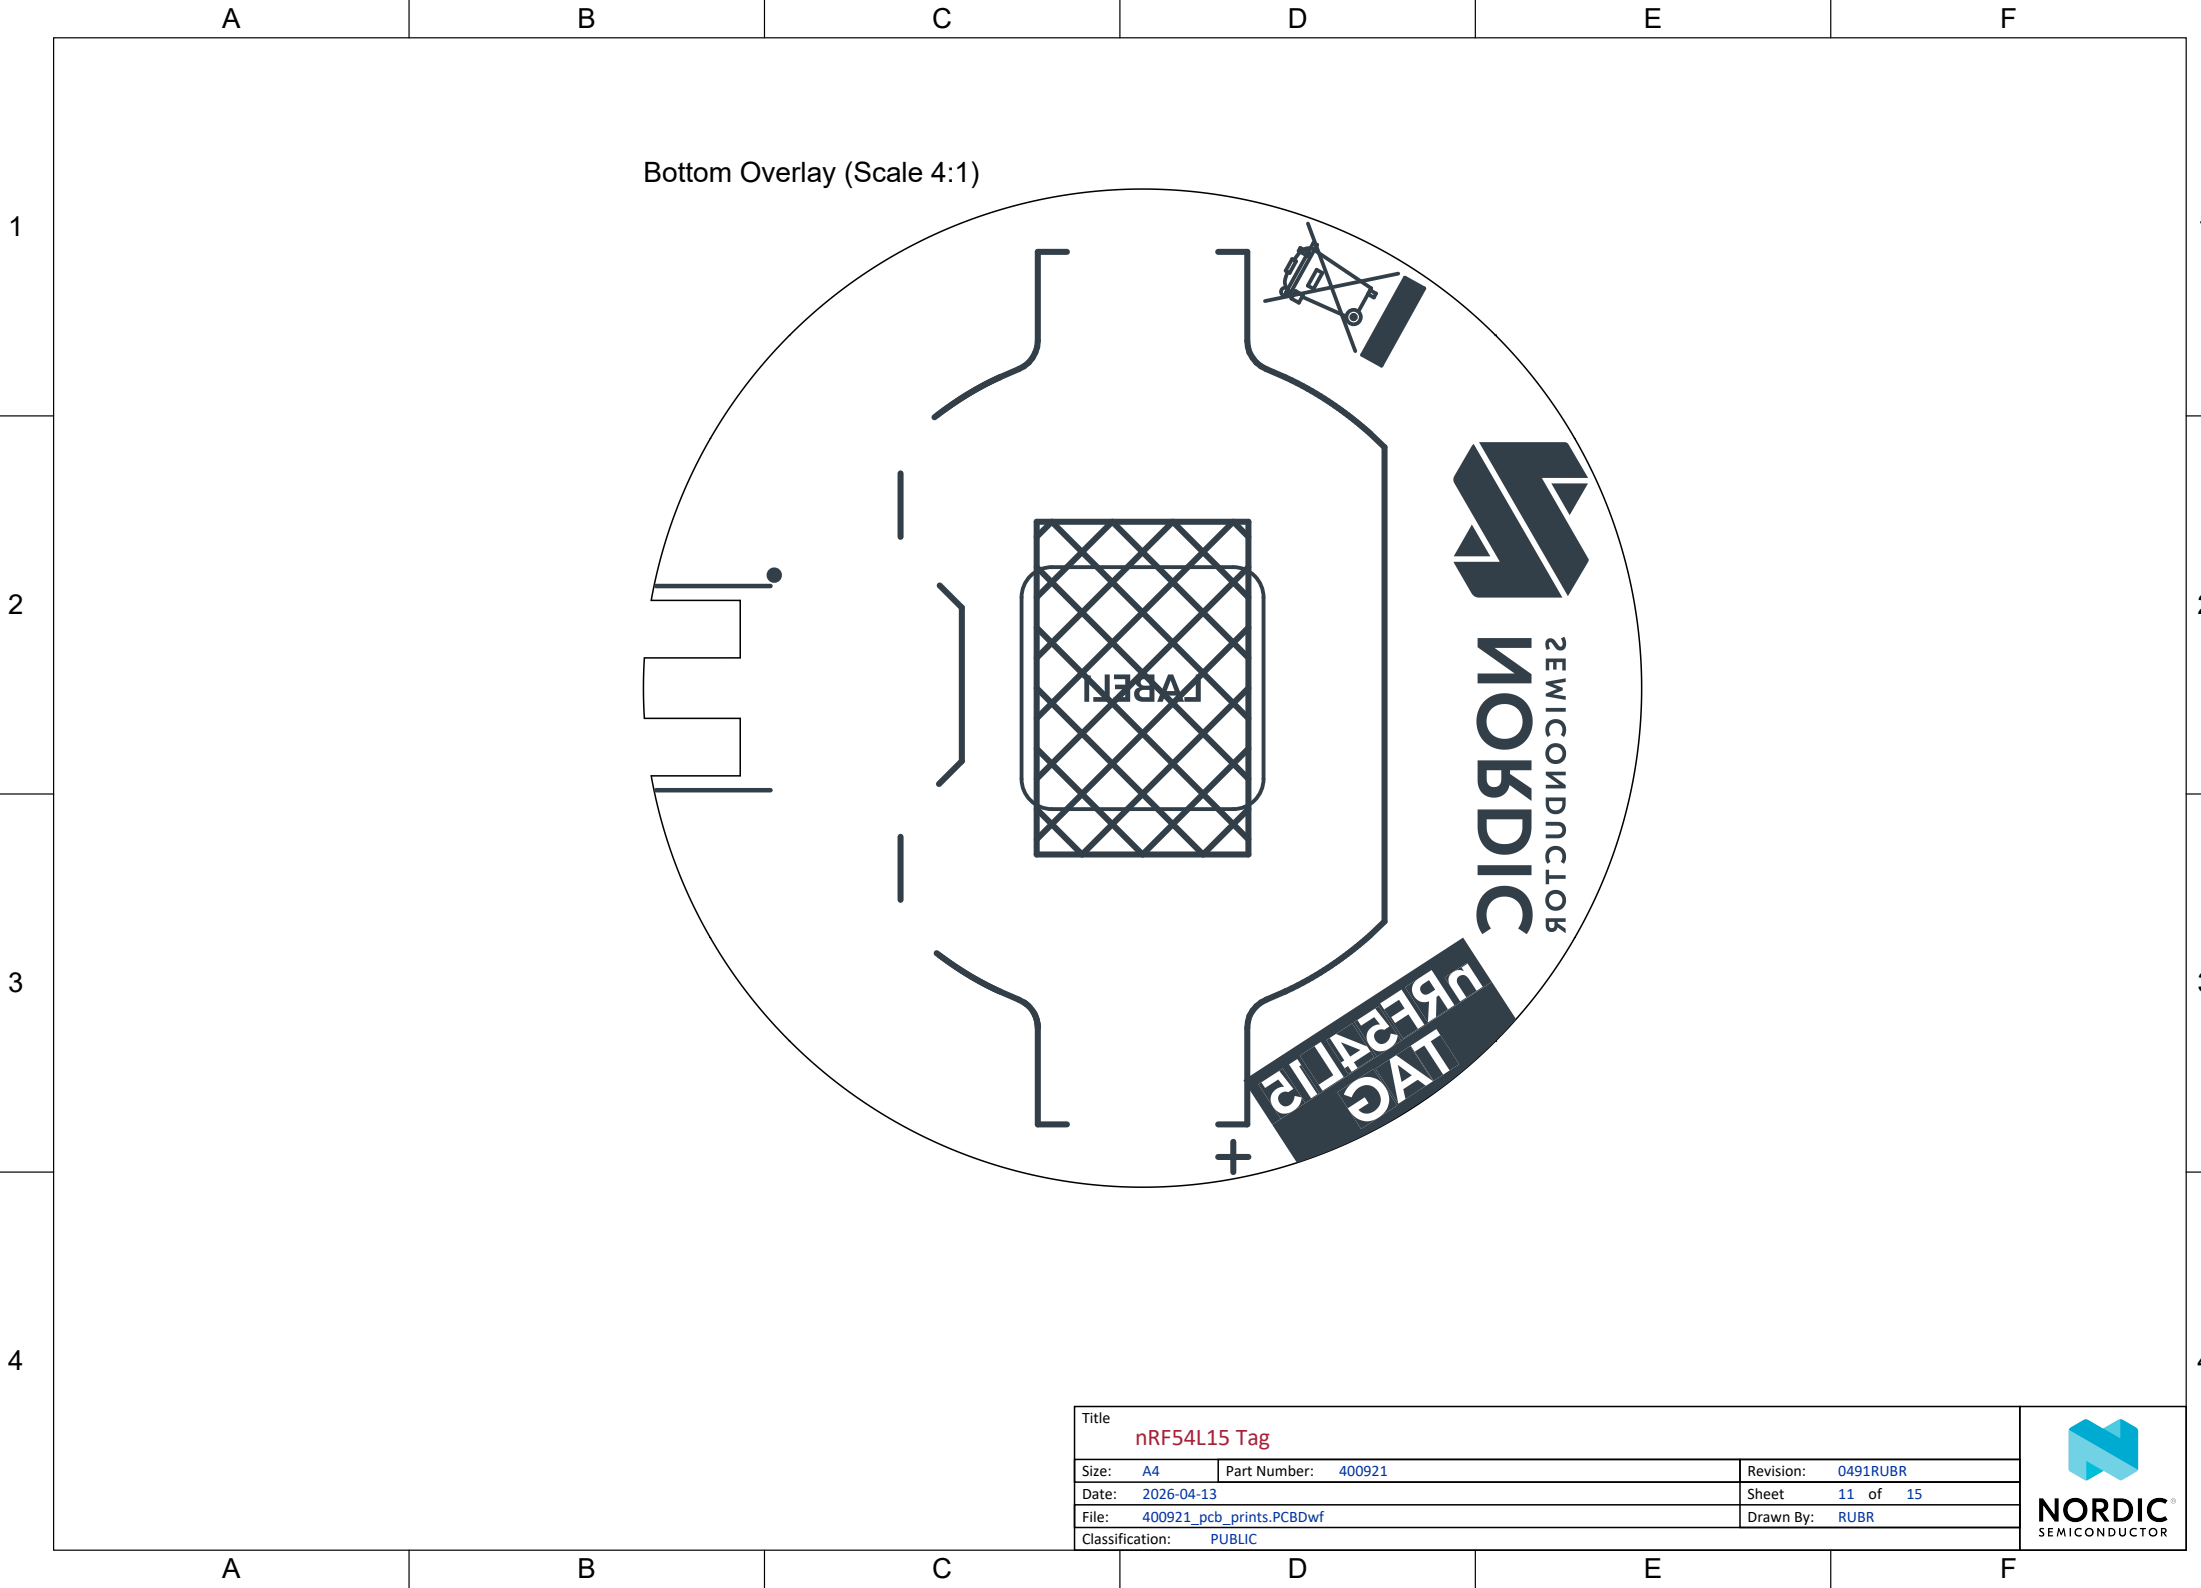 A B C D E F
Bottom Overlay (Scale 4:1)
1
2
3
4
LABEL1
NORDIC
SEMICONDUCTOR
nRF54L15
TAG
+
Title
nRF54L15 Tag
Size: A4 Part Number: 400921 Revision: 0491RUBR
Date: 2026-04-13 Sheet 11 of 15
File: 400921_pcb_prints.PCBDwf Drawn By: RUBR
Classification: PUBLIC
NORDIC®
SEMICONDUCTOR
A B C D E F